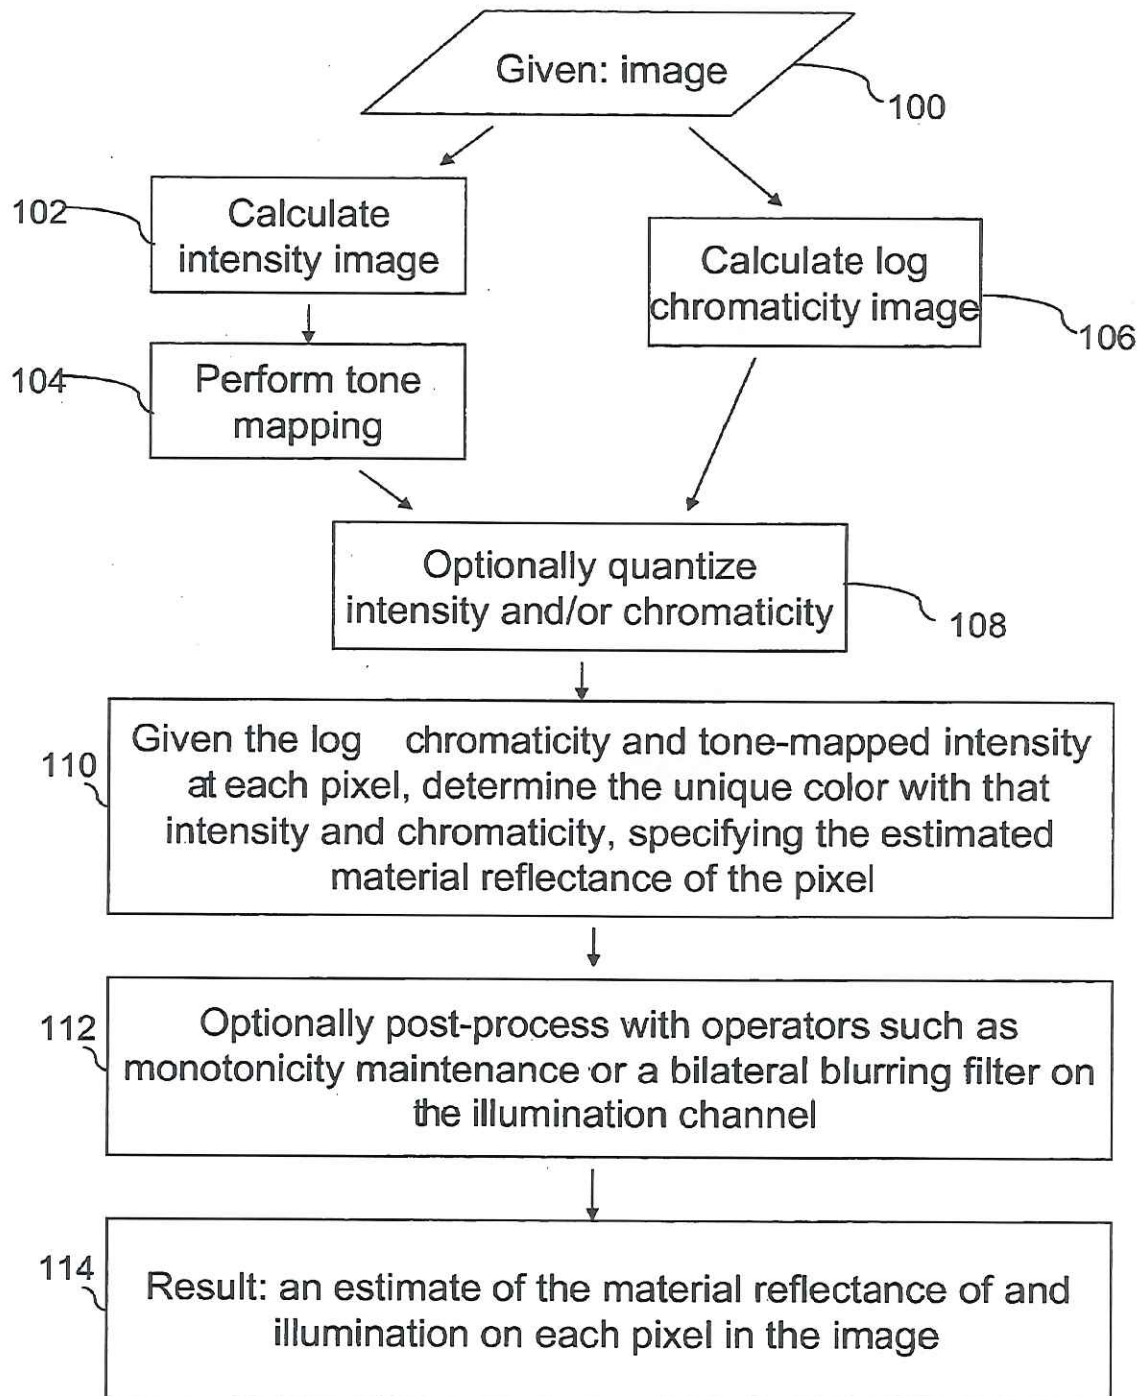 Given: image
100
102
Calculate
intensity image
Calculate log
chromaticity image
106
104
Perform tone
mapping
Optionally quantize
intensity and/or chromaticity
108
110
Given the log chromaticity and tone-mapped intensity
at each pixel, determine the unique color with that
intensity and chromaticity, specifying the estimated
material reflectance of the pixel
112
Optionally post-process with operators such as
monotonicity maintenance or a bilateral blurring filter on
the illumination channel
114
Result: an estimate of the material reflectance of and
illumination on each pixel in the image